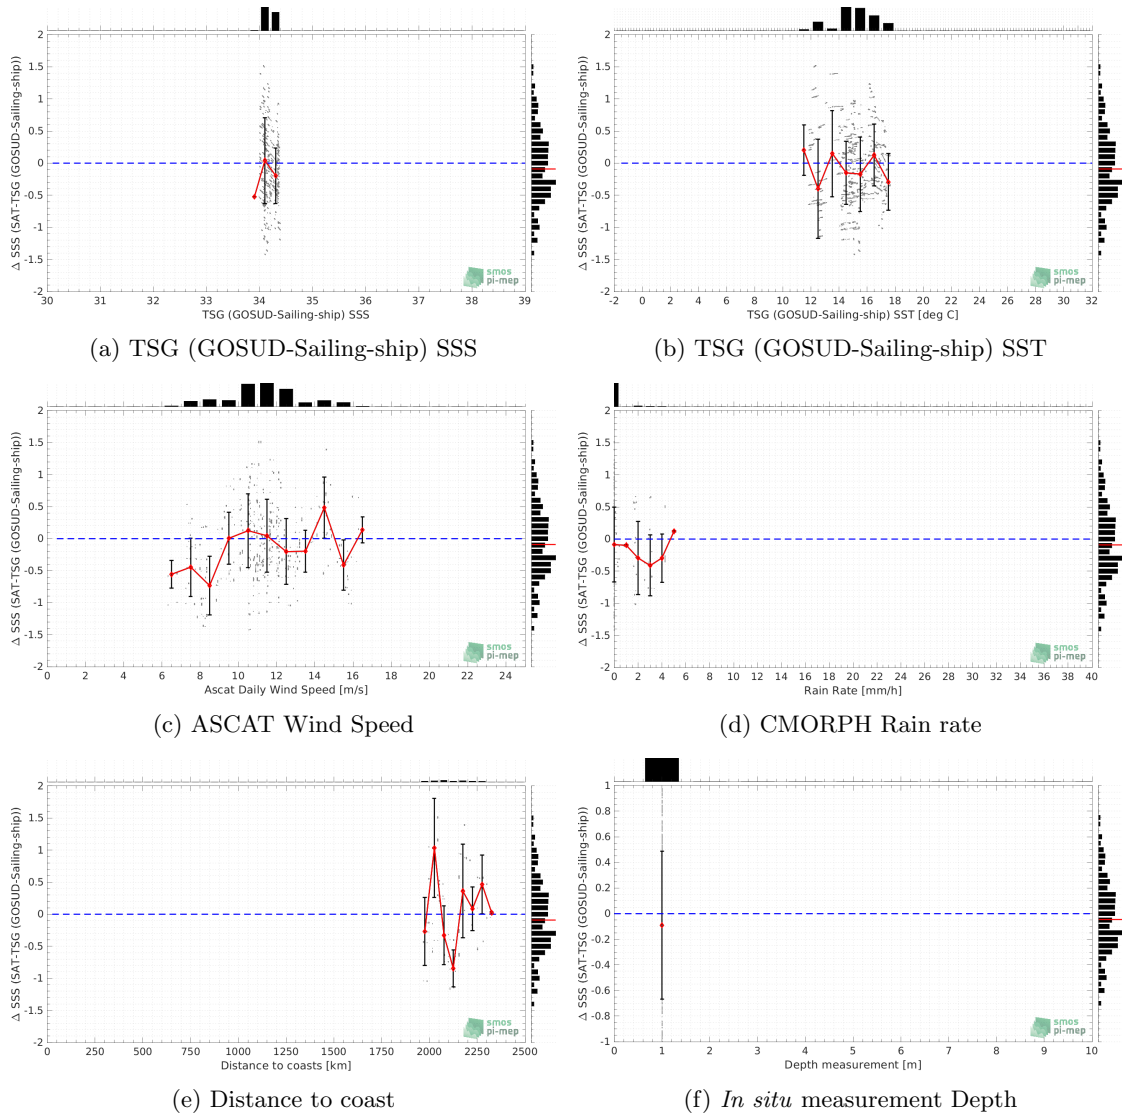 2
1.5
1
0.5
0
-0.5
-1
-1.5
-2
Δ SSS (SAT-TSG (GOSUD-Sailing-ship))
smos
pi-mep
30 31 32 33 34 35 36 37 38 39
TSG (GOSUD-Sailing-ship) SSS
(a) TSG (GOSUD-Sailing-ship) SSS
2
1.5
1
0.5
0
-0.5
-1
-1.5
-2
Δ SSS (SAT-TSG (GOSUD-Sailing-ship))
smos
pi-mep
-2 0 2 4 6 8 10 12 14 16 18 20 22 24 26 28 30 32
TSG (GOSUD-Sailing-ship) SST [deg C]
(b) TSG (GOSUD-Sailing-ship) SST
2
1.5
1
0.5
0
-0.5
-1
-1.5
-2
Δ SSS (SAT-TSG (GOSUD-Sailing-ship))
smos
pi-mep
0 2 4 6 8 10 12 14 16 18 20 22 24
Ascat Daily Wind Speed [m/s]
(c) ASCAT Wind Speed
2
1.5
1
0.5
0
-0.5
-1
-1.5
-2
Δ SSS (SAT-TSG (GOSUD-Sailing-ship))
smos
pi-mep
0 2 4 6 8 10 12 14 16 18 20 22 24 26 28 30 32 34 36 38 40
Rain Rate [mm/h]
(d) CMORPH Rain rate
2
1.5
1
0.5
0
-0.5
-1
-1.5
-2
Δ SSS (SAT-TSG (GOSUD-Sailing-ship))
smos
pi-mep
0 250 500 750 1000 1250 1500 1750 2000 2250 2500
Distance to coasts [km]
(e) Distance to coast
1
0.8
0.6
0.4
0.2
0
-0.2
-0.4
-0.6
-0.8
-1
Δ SSS (SAT-TSG (GOSUD-Sailing-ship))
smos
pi-mep
0 1 2 3 4 5 6 7 8 9 10
Depth measurement [m]
(f) In situ measurement Depth